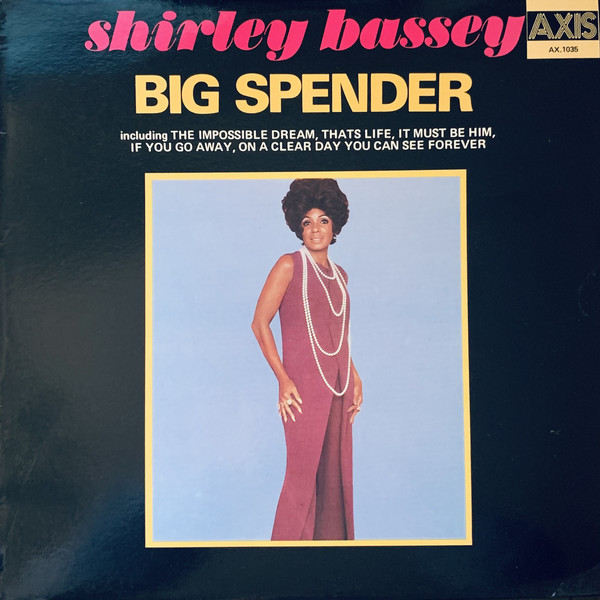 shirley bassey
AXIS
AX.1035
BIG SPENDER
including THE IMPOSSIBLE DREAM, THATS LIFE, IT MUST BE HIM,
IF YOU GO AWAY, ON A CLEAR DAY YOU CAN SEE FOREVER